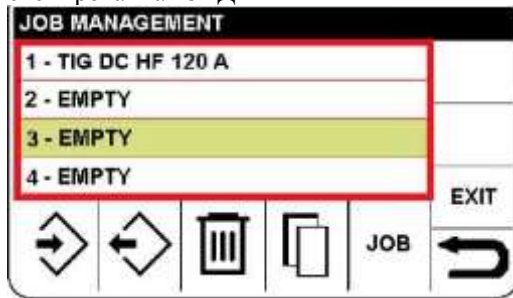 JOB MANAGEMENT
1 - TIG DC HF 120 A
2 - EMPTY
3 - EMPTY
4 - EMPTY
EXIT
JOB